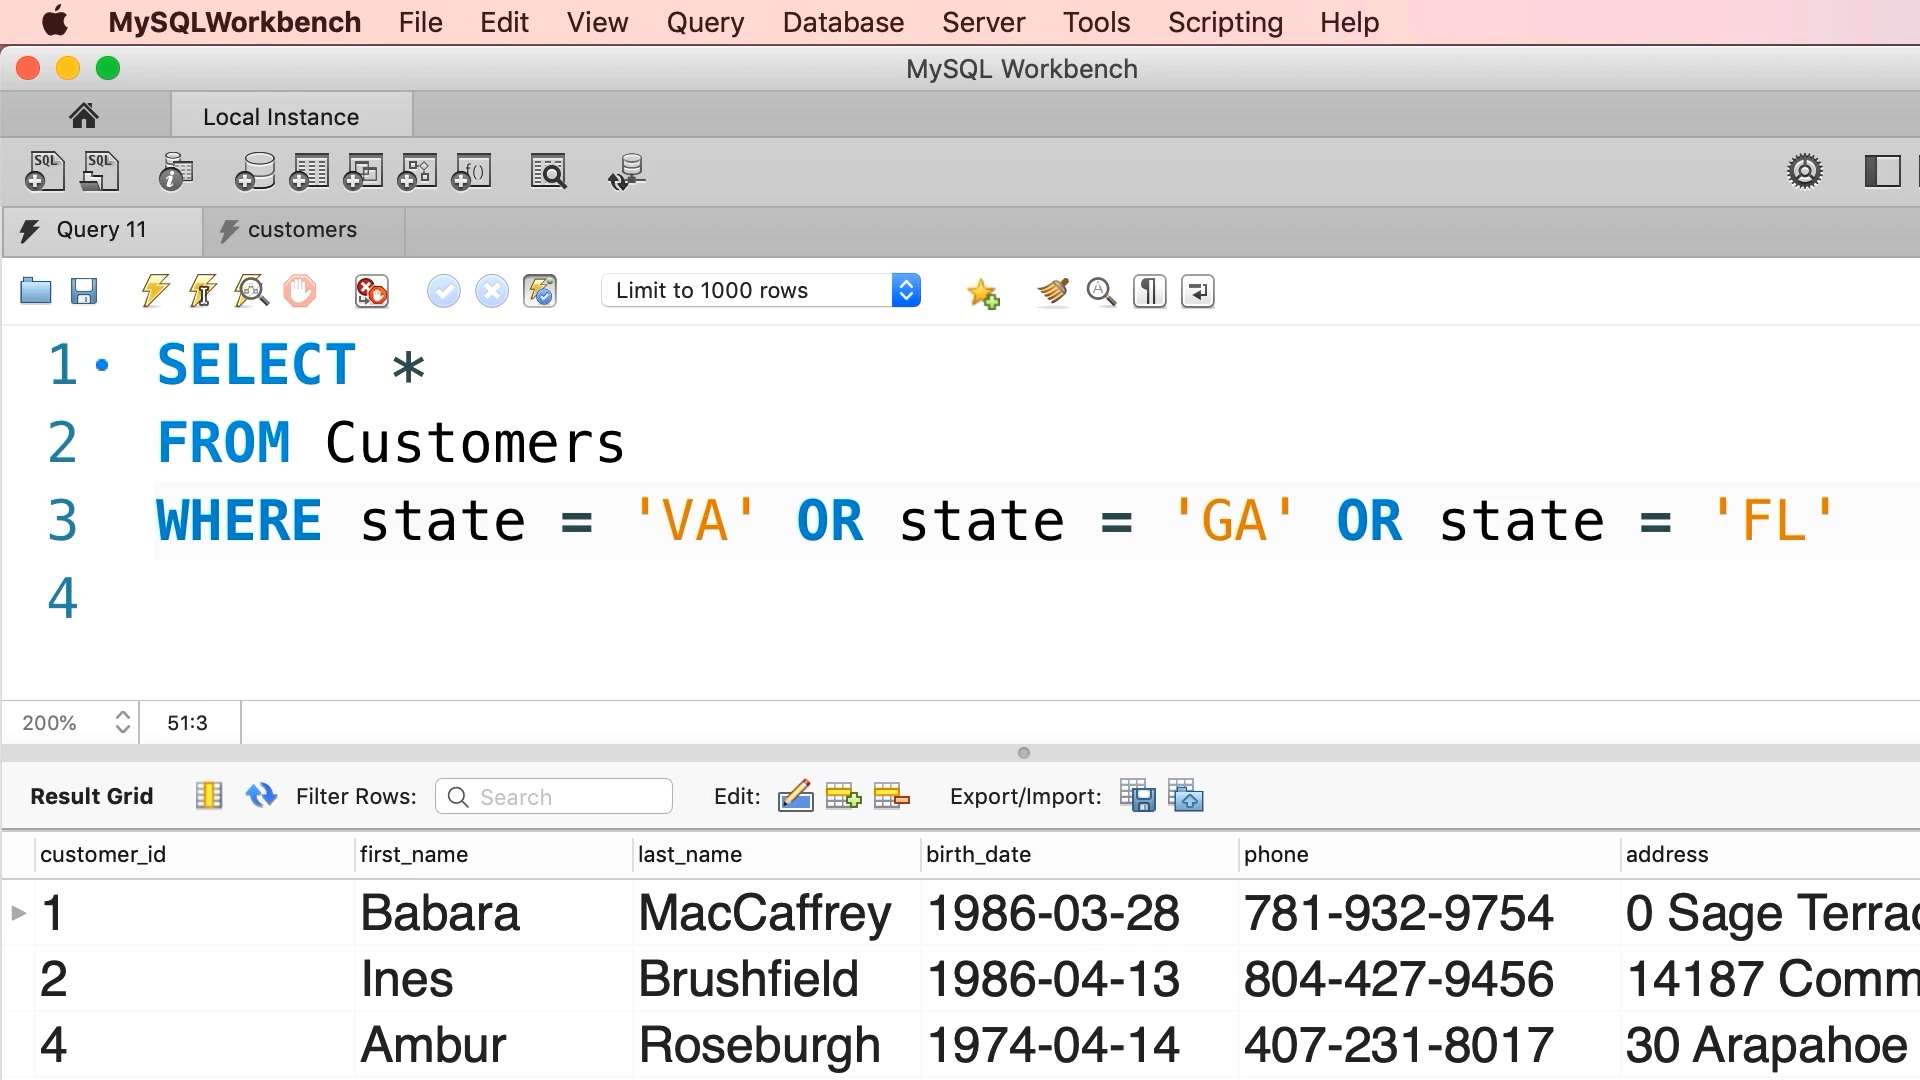 MySQLWorkbench File Edit View Query Database Server Tools Scripting Help
MySQL Workbench
Local Instance
SQL SQL f()
Query 11 customers
Limit to 1000 rows
1 SELECT *
2 FROM Customers
3 WHERE state = 'VA' OR state = 'GA' OR state = 'FL'
4
200% 51:3
Result Grid Filter Rows: Search Edit: Export/Import:
customer_id first_name last_name birth_date phone address
1 Babara MacCaffrey 1986-03-28 781-932-9754 0 Sage Terrac
2 Ines Brushfield 1986-04-13 804-427-9456 14187 Comm
4 Ambur Roseburgh 1974-04-14 407-231-8017 30 Arapahoe